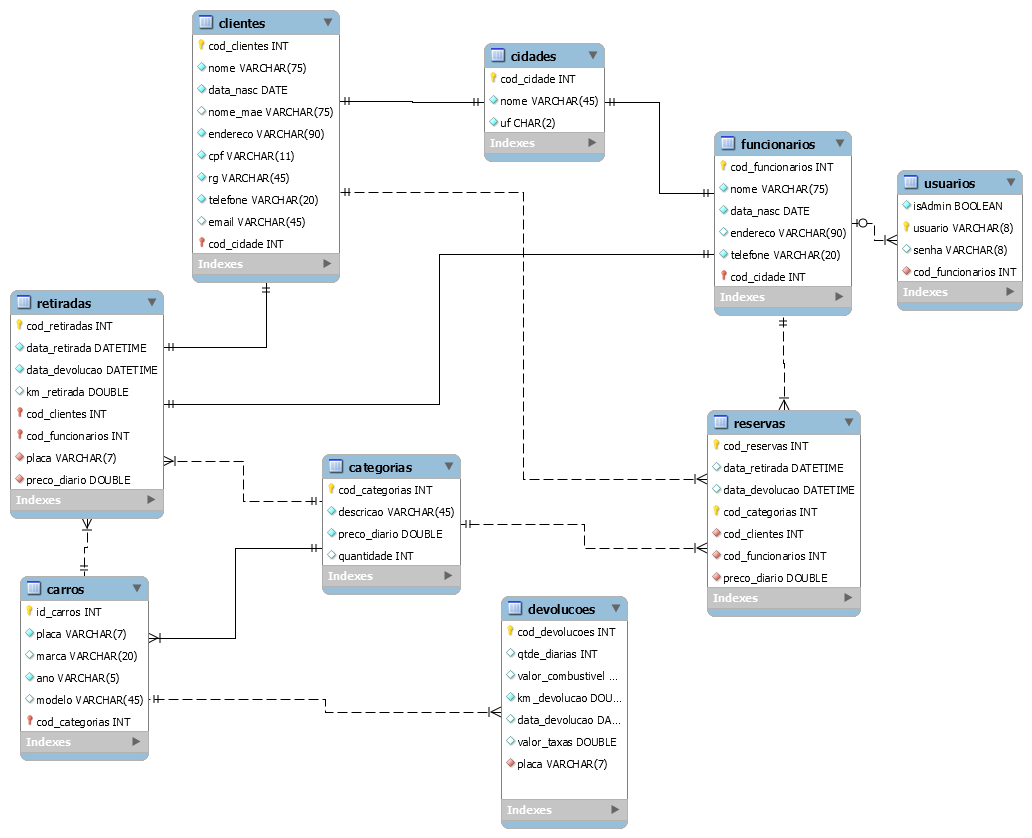 clientes
cod_clientes INT
nome VARCHAR(75)
data_nasc DATE
nome_mae VARCHAR(75)
endereco VARCHAR(90)
cpf VARCHAR(11)
rg VARCHAR(45)
telefone VARCHAR(20)
email VARCHAR(45)
cod_cidade INT
Indexes
cidades
cod_cidade INT
nome VARCHAR(45)
uf CHAR(2)
Indexes
funcionarios
cod_funcionarios INT
nome VARCHAR(75)
data_nasc DATE
endereco VARCHAR(90)
telefone VARCHAR(20)
cod_cidade INT
Indexes
usuarios
isAdmin BOOLEAN
usuario VARCHAR(8)
senha VARCHAR(8)
cod_funcionarios INT
Indexes
retiradas
cod_retiradas INT
data_retirada DATETIME
data_devolucao DATETIME
km_retirada DOUBLE
cod_clientes INT
cod_funcionarios INT
placa VARCHAR(7)
preco_diario DOUBLE
Indexes
categorias
cod_categorias INT
descricao VARCHAR(45)
preco_diario DOUBLE
quantidade INT
Indexes
reservas
cod_reservas INT
data_retirada DATETIME
data_devolucao DATETIME
cod_categorias INT
cod_clientes INT
cod_funcionarios INT
preco_diario DOUBLE
Indexes
carros
id_carros INT
placa VARCHAR(7)
marca VARCHAR(20)
ano VARCHAR(5)
modelo VARCHAR(45)
cod_categorias INT
Indexes
devolucoes
cod_devolucoes INT
qtde_diarias INT
valor_combustivel ...
km_devolucao DOU...
data_devolucao DA...
valor_taxas DOUBLE
placa VARCHAR(7)
Indexes